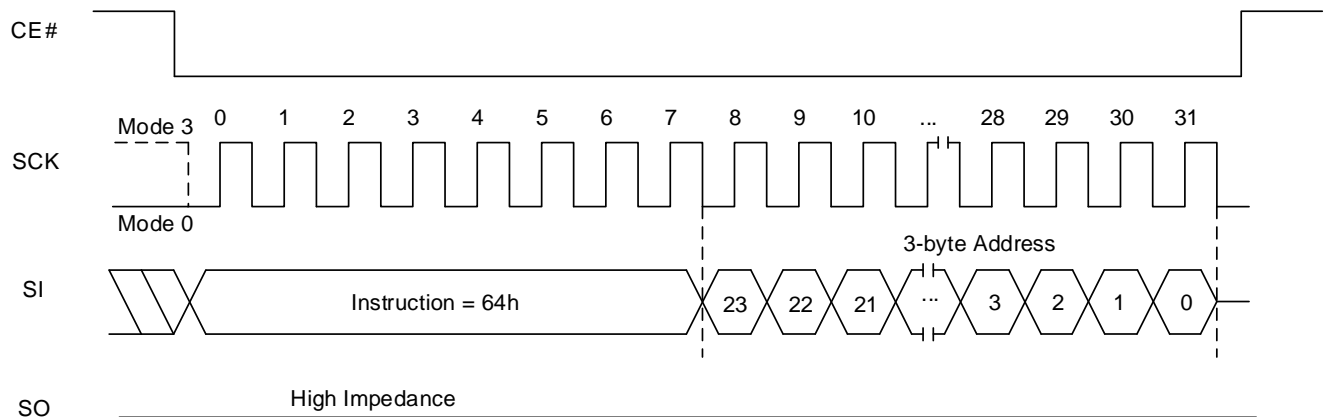 CE#
SCK
Mode 3
0 1 2 3 4 5 6 7 8 9 10 ... 28 29 30 31
Mode 0
3-byte Address
SI
Instruction = 64h
23 22 21 ... 3 2 1 0
SO
High Impedance